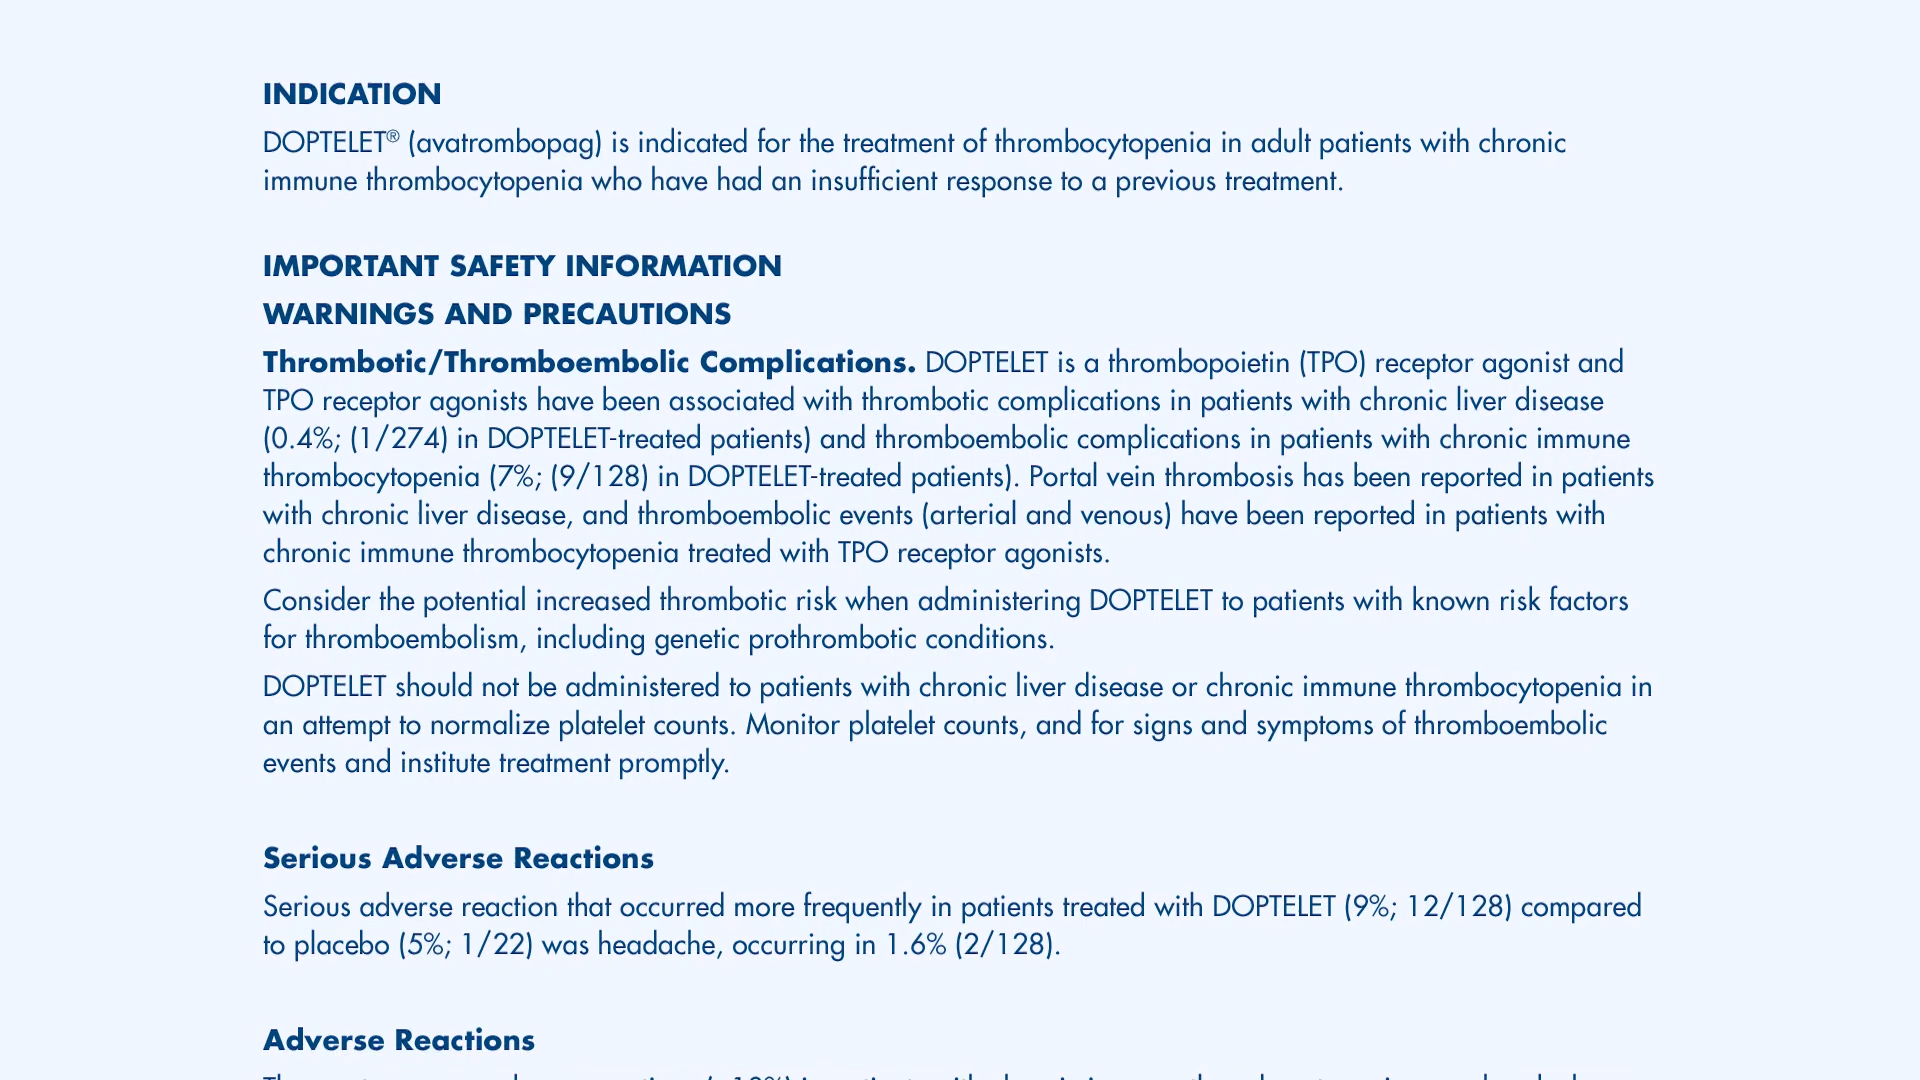 INDICATION
DOPTELET® (avatrombopag) is indicated for the treatment of thrombocytopenia in adult patients with chronic
immune thrombocytopenia who have had an insufficient response to a previous treatment.
IMPORTANT SAFETY INFORMATION
WARNINGS AND PRECAUTIONS
Thrombotic/Thromboembolic Complications. DOPTELET is a thrombopoietin (TPO) receptor agonist and
TPO receptor agonists have been associated with thrombotic complications in patients with chronic liver disease
(0.4%; (1/274) in DOPTELET-treated patients) and thromboembolic complications in patients with chronic immune
thrombocytopenia (7%; (9/128) in DOPTELET-treated patients). Portal vein thrombosis has been reported in patients
with chronic liver disease, and thromboembolic events (arterial and venous) have been reported in patients with
chronic immune thrombocytopenia treated with TPO receptor agonists.
Consider the potential increased thrombotic risk when administering DOPTELET to patients with known risk factors
for thromboembolism, including genetic prothrombotic conditions.
DOPTELET should not be administered to patients with chronic liver disease or chronic immune thrombocytopenia in
an attempt to normalize platelet counts. Monitor platelet counts, and for signs and symptoms of thromboembolic
events and institute treatment promptly.
Serious Adverse Reactions
Serious adverse reaction that occurred more frequently in patients treated with DOPTELET (9%; 12/128) compared
to placebo (5%; 1/22) was headache, occurring in 1.6% (2/128).
Adverse Reactions